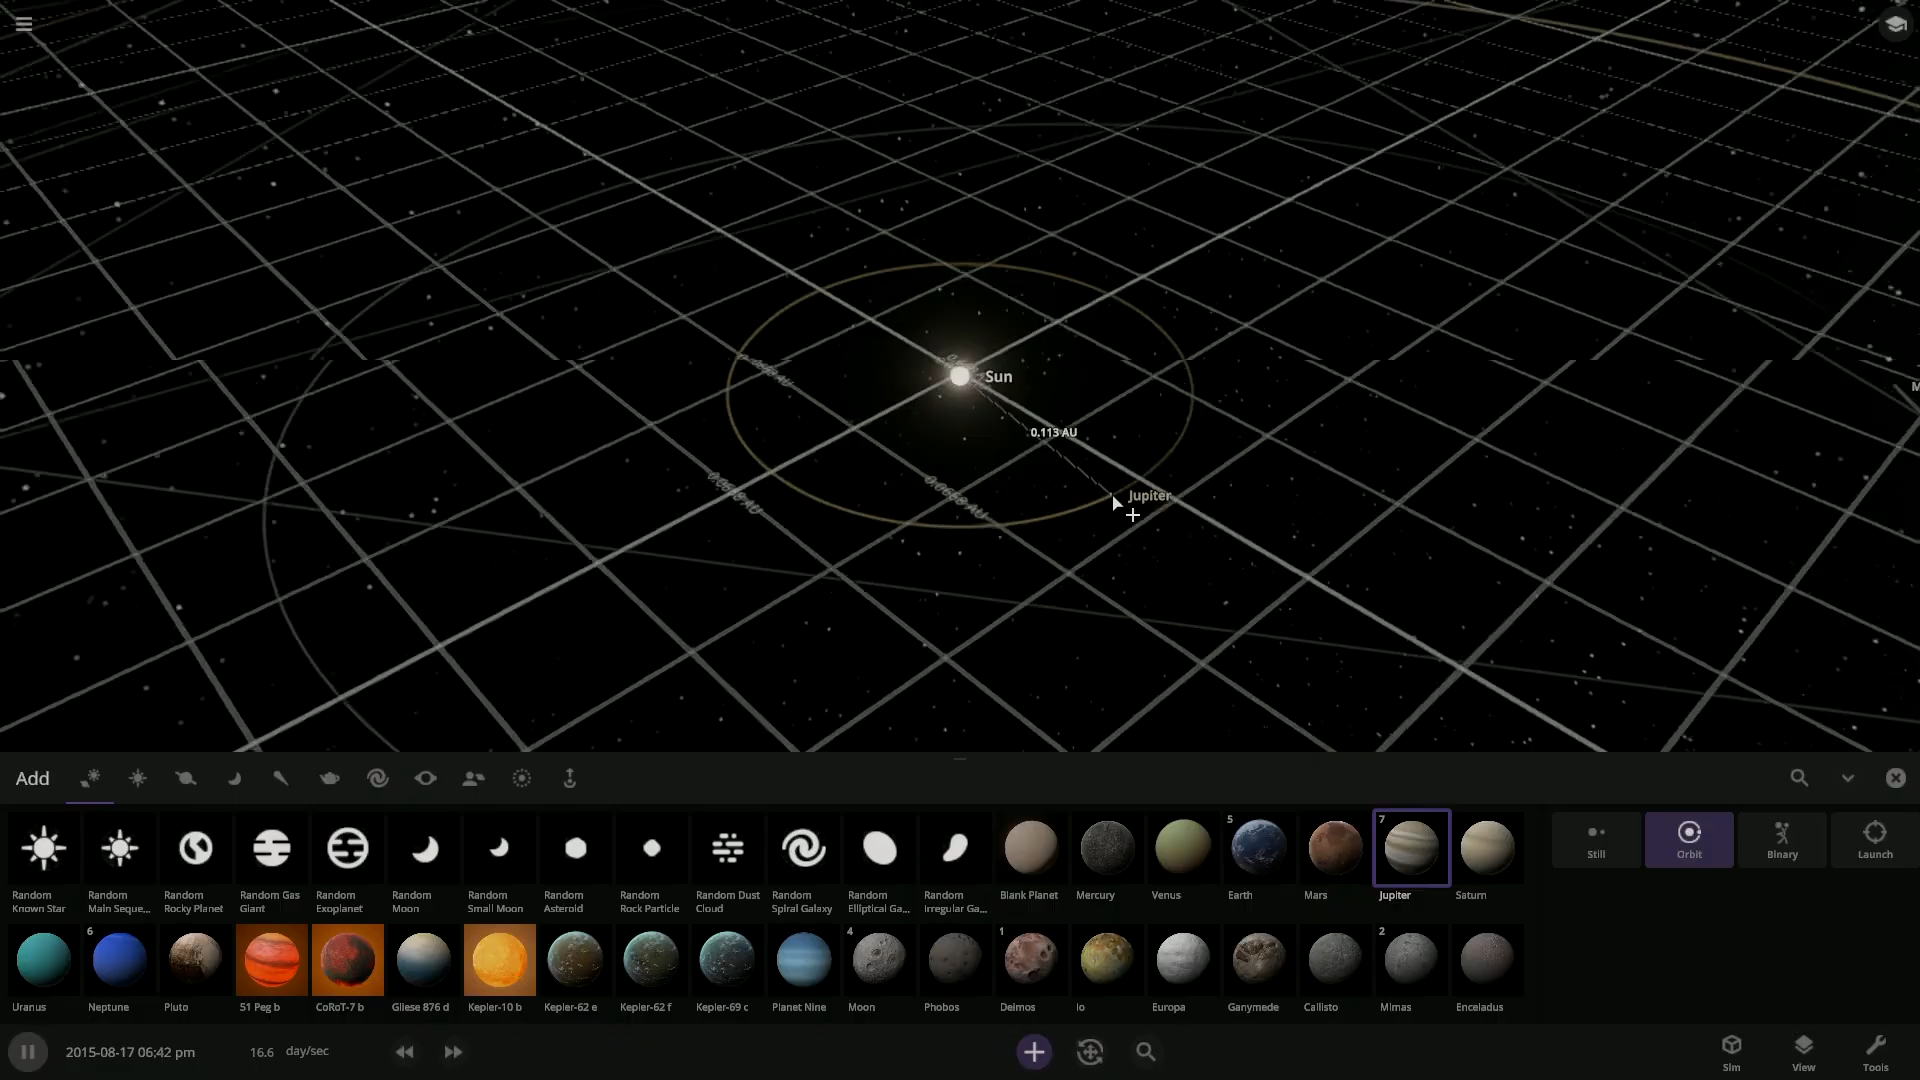 M
Sun
0.113 AU
Jupiter
0.0668 AU
Add
5
7
Random Known Star
Random Main Seque...
Random Rocky Planet
Random Gas Giant
Random Exoplanet
Random Moon
Random Small Moon
Random Asteroid
Random Rock Particle
Random Dust Cloud
Random Spiral Galaxy
Random Elliptical Ga...
Random Irregular Ga...
Blank Planet
Mercury
Venus
Earth
Mars
Jupiter
Saturn
Still
Orbit
Binary
Launch
6
4
1
2
Uranus
Neptune
Pluto
51 Peg b
CoRoT-7 b
Gliese 876 d
Kepler-10 b
Kepler-62 e
Kepler-62 f
Kepler-69 c
Planet Nine
Moon
Phobos
Deimos
Io
Europa
Ganymede
Callisto
Mimas
Enceladus
2015-08-17 06:42 pm
16.6 day/sec
Sim
View
Tools